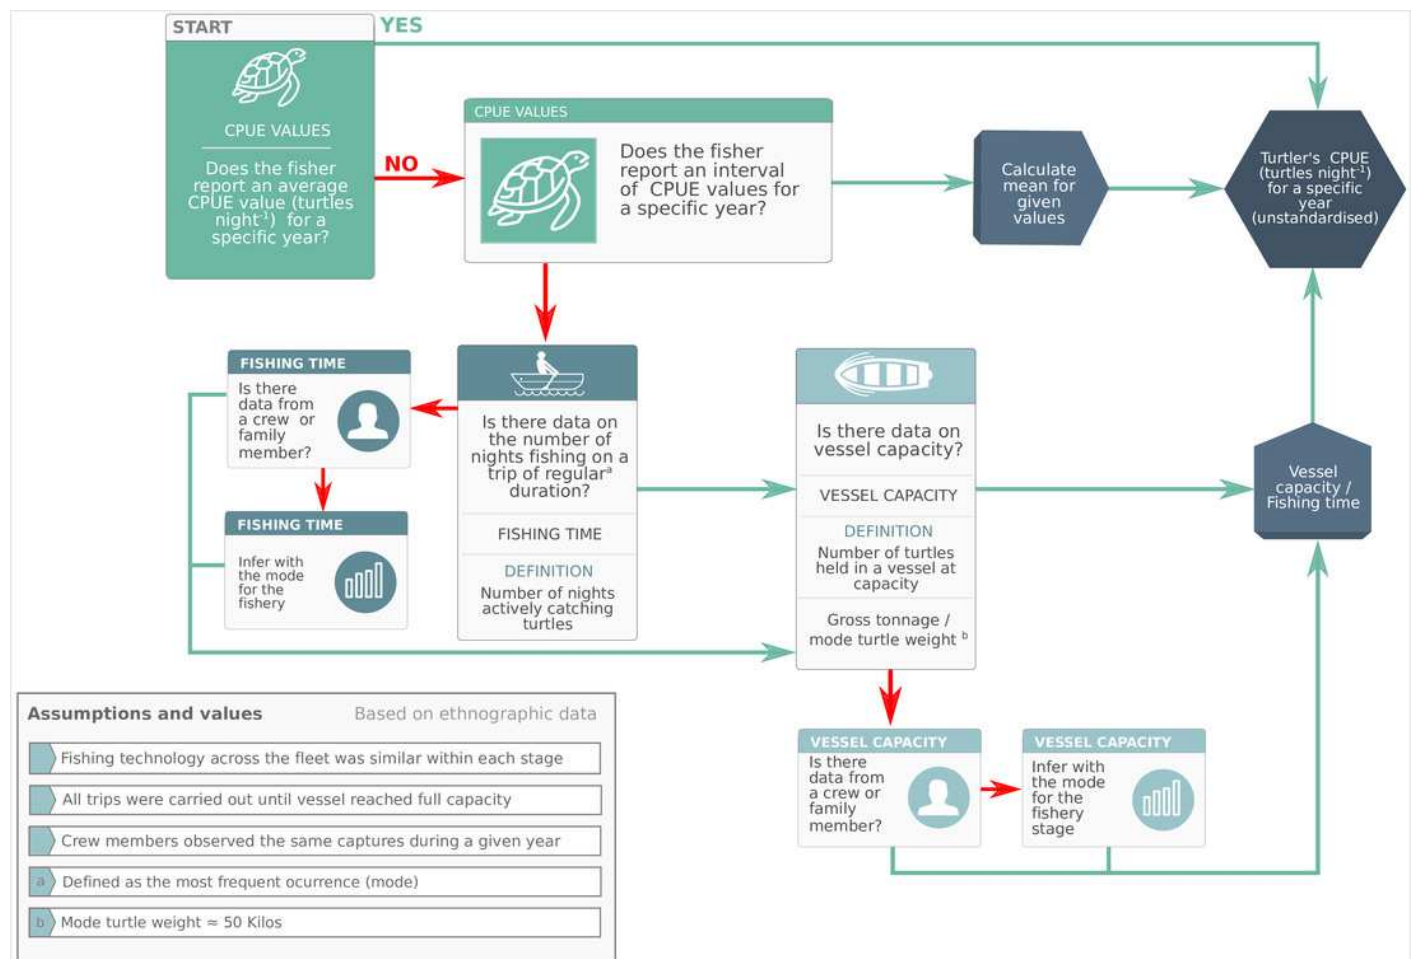 START
YES
CPUE VALUES
Does the fisher
report an average
CPUE value (turtles
night⁻¹) for a
specific year?
NO
CPUE VALUES
Does the fisher
report an interval
of CPUE values for
a specific year?
Calculate
mean for
given
values
Turtler's CPUE
(turtles night⁻¹)
for a specific
year
(unstandardised)
FISHING TIME
Is there
data from
a crew or
family
member?
FISHING TIME
Infer with
the mode
for the
fishery
Is there data on
the number of
nights fishing on a
trip of regularᵃ
duration?
FISHING TIME
DEFINITION
Number of nights
actively catching
turtles
Is there data on
vessel capacity?
VESSEL CAPACITY
DEFINITION
Number of turtles
held in a vessel at
capacity
Gross tonnage /
mode turtle weight ᵇ
Vessel
capacity /
Fishing time
VESSEL CAPACITY
Is there
data from
a crew or
family
member?
VESSEL CAPACITY
Infer with
the mode
for the
fishery
stage
Assumptions and values
Based on ethnographic data
Fishing technology across the fleet was similar within each stage
All trips were carried out until vessel reached full capacity
Crew members observed the same captures during a given year
a Defined as the most frequent ocurrence (mode)
b Mode turtle weight ≈ 50 Kilos